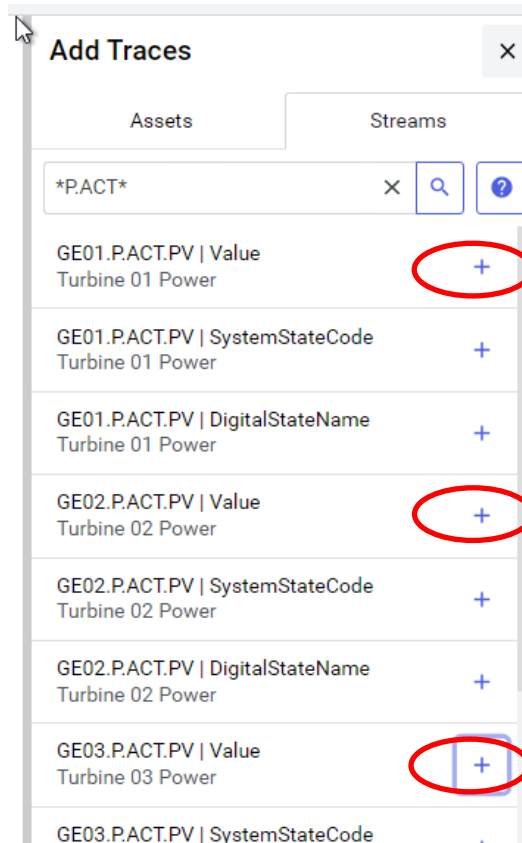 Add Traces
Assets
Streams
*P.ACT*
GE01.P.ACT.PV | Value
Turbine 01 Power
GE01.P.ACT.PV | SystemStateCode
Turbine 01 Power
GE01.P.ACT.PV | DigitalStateName
Turbine 01 Power
GE02.P.ACT.PV | Value
Turbine 02 Power
GE02.P.ACT.PV | SystemStateCode
Turbine 02 Power
GE02.P.ACT.PV | DigitalStateName
Turbine 02 Power
GE03.P.ACT.PV | Value
Turbine 03 Power
GE03.P.ACT.PV | SystemStateCode